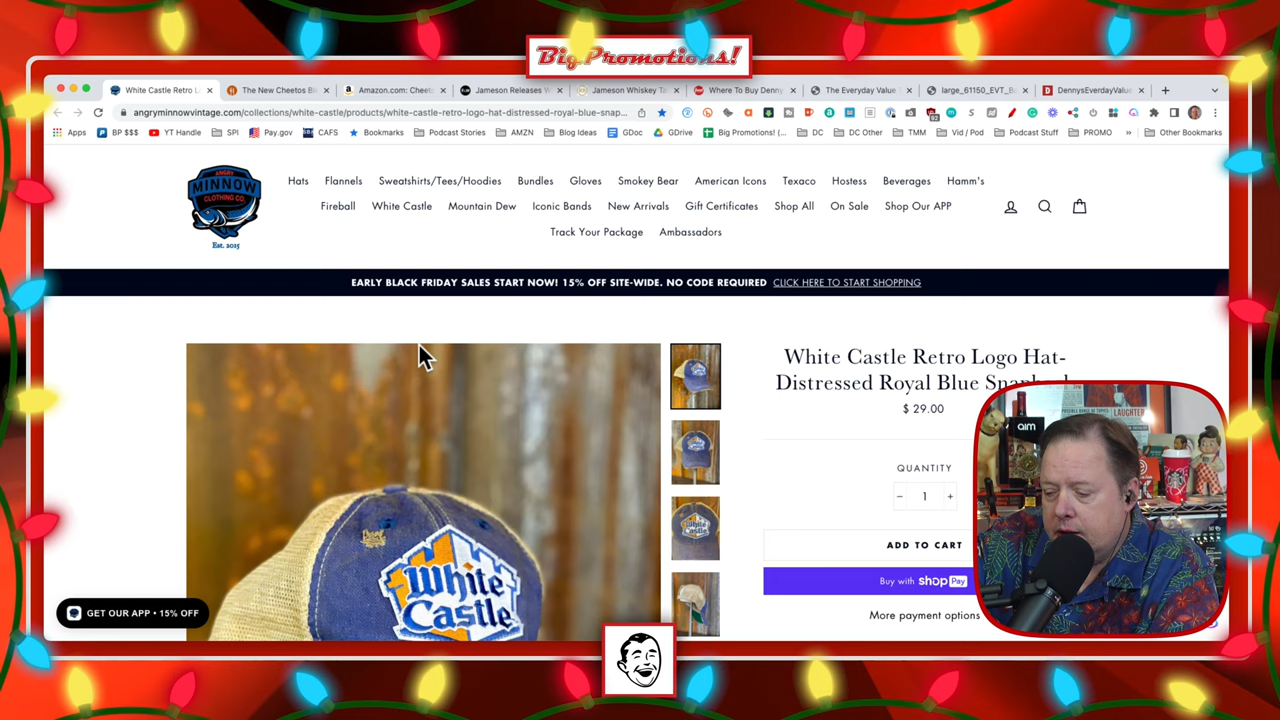 Big Promotions!
White Castle Retro L
The New Cheetos Bl
Amazon.com: Cheet
Jameson Releases W
Jameson Whiskey Ta
Where To Buy Denny
The Everyday Value T
large_61150_EVT_B
DennysEverdayValue
angryminnowvintage.com/collections/white-castle/products/white-castle-retro-logo-hat-distressed-royal-blue-snap...
Apps BP $$$ YT Handle SPI Pay.gov CAFS Bookmarks Podcast Stories AMZN Blog Ideas GDoc GDrive Big Promotions! (... DC DC Other TMM Vid / Pod Podcast Stuff PROMO » Other Bookmarks
ANGRY
MINNOW
CLOTHING CO.
Est. 2015
Hats Flannels Sweatshirts/Tees/Hoodies Bundles Gloves Smokey Bear American Icons Texaco Hostess Beverages Hamm's
Fireball White Castle Mountain Dew Iconic Bands New Arrivals Gift Certificates Shop All On Sale Shop Our APP
Track Your Package Ambassadors
EARLY BLACK FRIDAY SALES START NOW! 15% OFF SITE-WIDE. NO CODE REQUIRED CLICK HERE TO START SHOPPING
White Castle Retro Logo Hat-
Distressed Royal Blue
$ 29.00
QUANTITY
− 1 +
ADD TO CART
Buy with shop Pay
More payment options
White
Castle
GET OUR APP • 15% OFF
aim
LAUGHTER